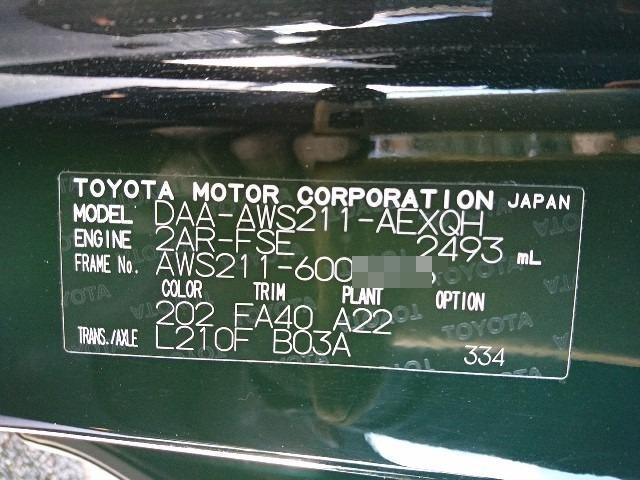 TOYOTA MOTOR CORPORATION JAPAN
MODEL DAA-AWS211-AEXQH
ENGINE 2AR-FSE 2493 mL
FRAME No. AWS211-600
COLOR TRIM PLANT OPTION
202 FA40 A22
TRANS./AXLE L210F B03A 334